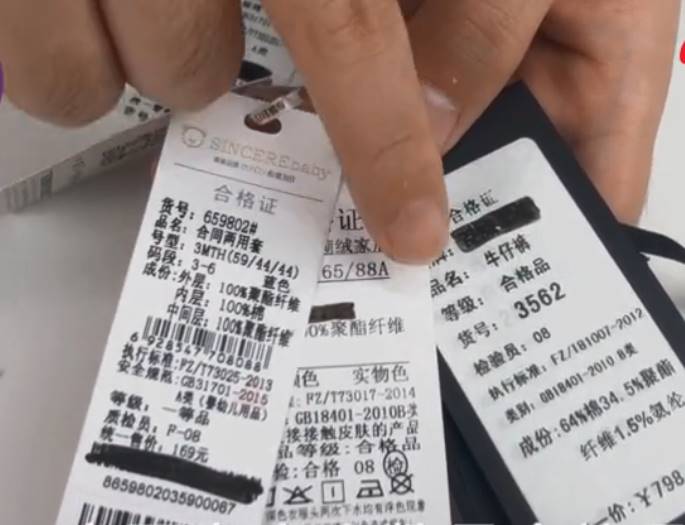 SINCEREbaby
合格证
货号: 659802#
品名: 合同两用套
号型: 3MTH(59/44/44)
码段: 3-6 蓝色
成份:外层: 100%聚酯纤维
内层: 100%棉
中间层: 100%聚酯纤维
6928347708088
执行标准:FZ/T73025-2013
安全规范:GB31701-2015
A类(婴幼儿用品)
等级: 一等品
质检员: F-08
统一售价: 169元
8659802035900067
证
绒家
65/88A
0%聚酯纤维
颜色 实物色
: FZ/T73017-2014
: GB18401-2010B类
接接触皮肤的产品
品等级: 合格品
检:合格 08 检
合格证
品名: 牛仔裤
等级: 合格品
货号: 3562
检验员: 08
执行标准: FZ/T81007-2012
类别: GB18401-2010 B类
成份:64%棉34.5%聚酯
纤维1.5%氨纶
价:¥798